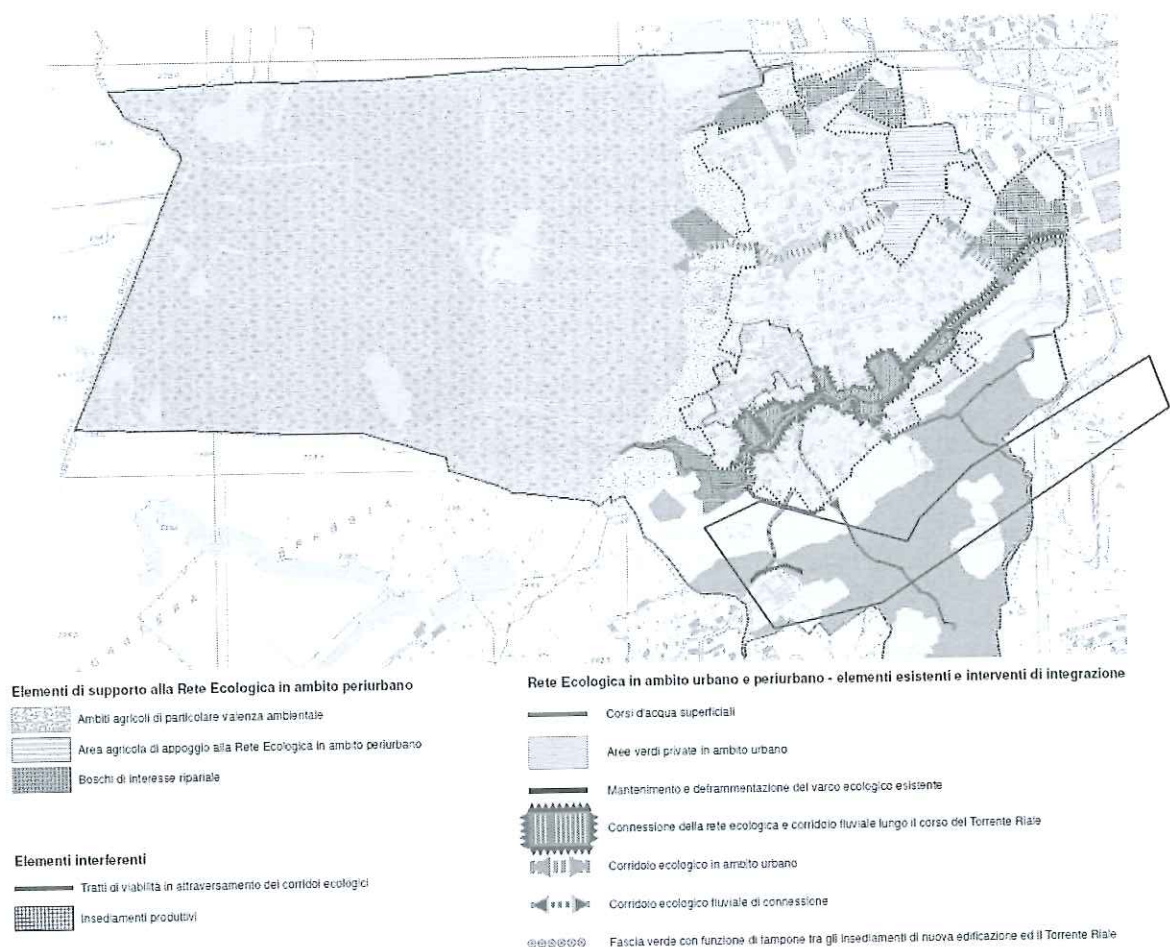 Elementi di supporto alla Rete Ecologica in ambito periurbano
Ambiti agricoli di particolare valenza ambientale
Area agricola di appoggio alla Rete Ecologica in ambito periurbano
Boschi di interesse ripariale
Elementi interferenti
Tratti di viabilità in attraversamento dei corridoi ecologici
Insediamenti produttivi
Rete Ecologica in ambito urbano e periurbano - elementi esistenti e interventi di integrazione
Corsi d'acqua superficiali
Aree verdi private in ambito urbano
Mantenimento e deframmentazione del varco ecologico esistente
Connessione della rete ecologica e corridoio fluviale lungo il corso del Torrente Riale
Corridoio ecologico in ambito urbano
Corridoio ecologico fluviale di connessione
Fascia verde con funzione di tampone tra gli insediamenti di nuova edificazione ed il Torrente Riale